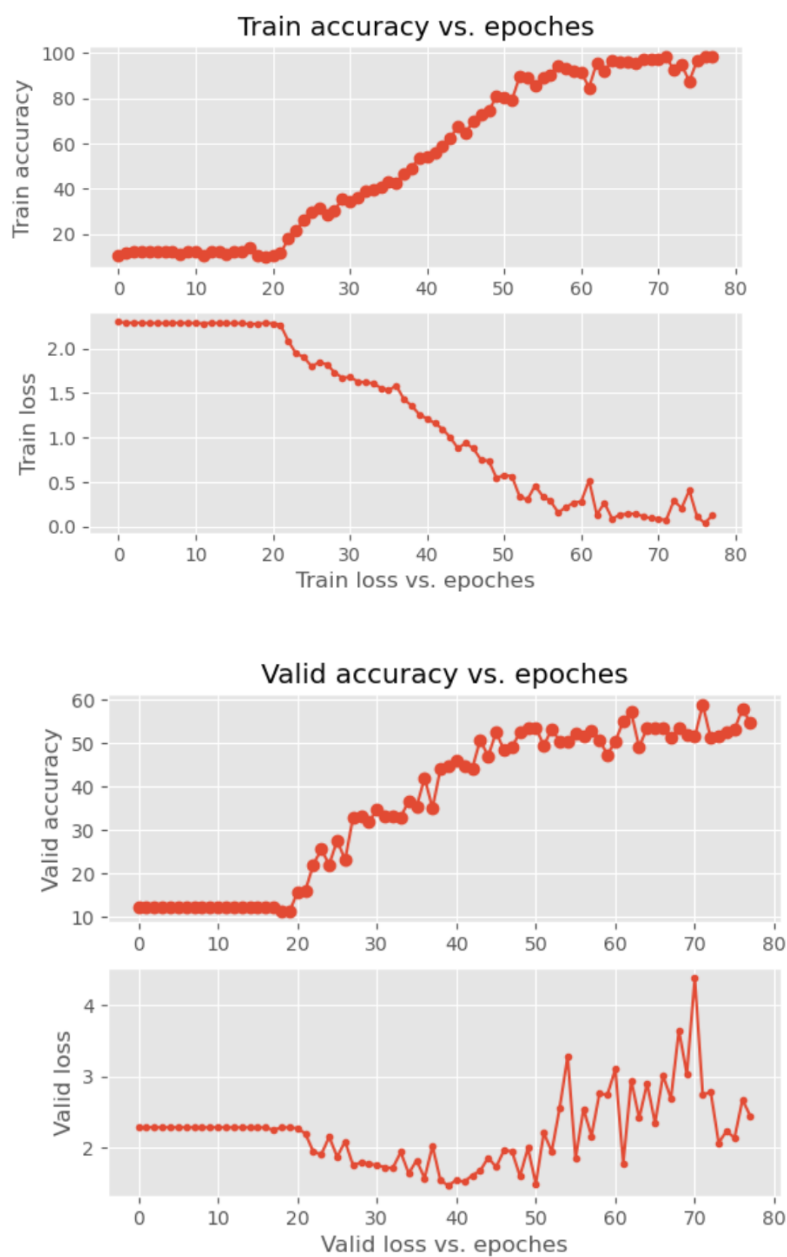 Train accuracy vs. epoches
100
80
60
40
20
Train accuracy
0 10 20 30 40 50 60 70 80
2.0
1.5
1.0
0.5
0.0
Train loss
0 10 20 30 40 50 60 70 80
Train loss vs. epoches
Valid accuracy vs. epoches
60
50
40
30
20
10
Valid accuracy
0 10 20 30 40 50 60 70 80
4
3
2
Valid loss
0 10 20 30 40 50 60 70 80
Valid loss vs. epoches